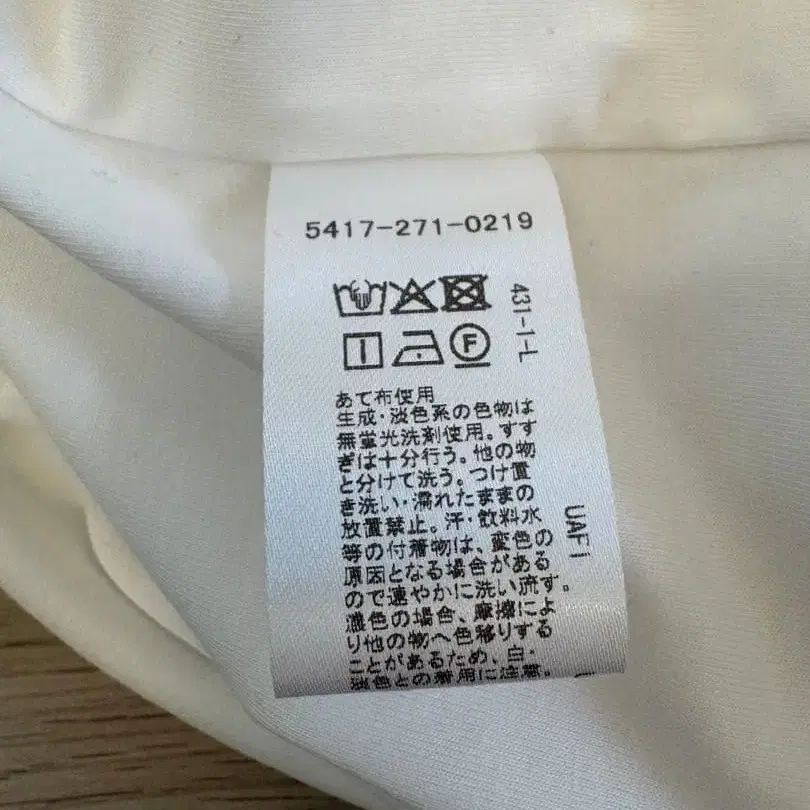 5417-271-0219
431-1-L
F
あて布使用
生成・淡色系の色物は
無蛍光洗剤使用。すす
ぎは十分行う。他の物
と分けて洗う。つけ置
き洗い・濡れたままの
放置禁止。汗・飲料水
等の付着物は、変色の
原因となる場合がある
ので速やかに洗い流す。
濃色の場合、摩擦によ
り他の物へ色移りする
ことがあるため、白・
淡色との着用に注意。
UAFi